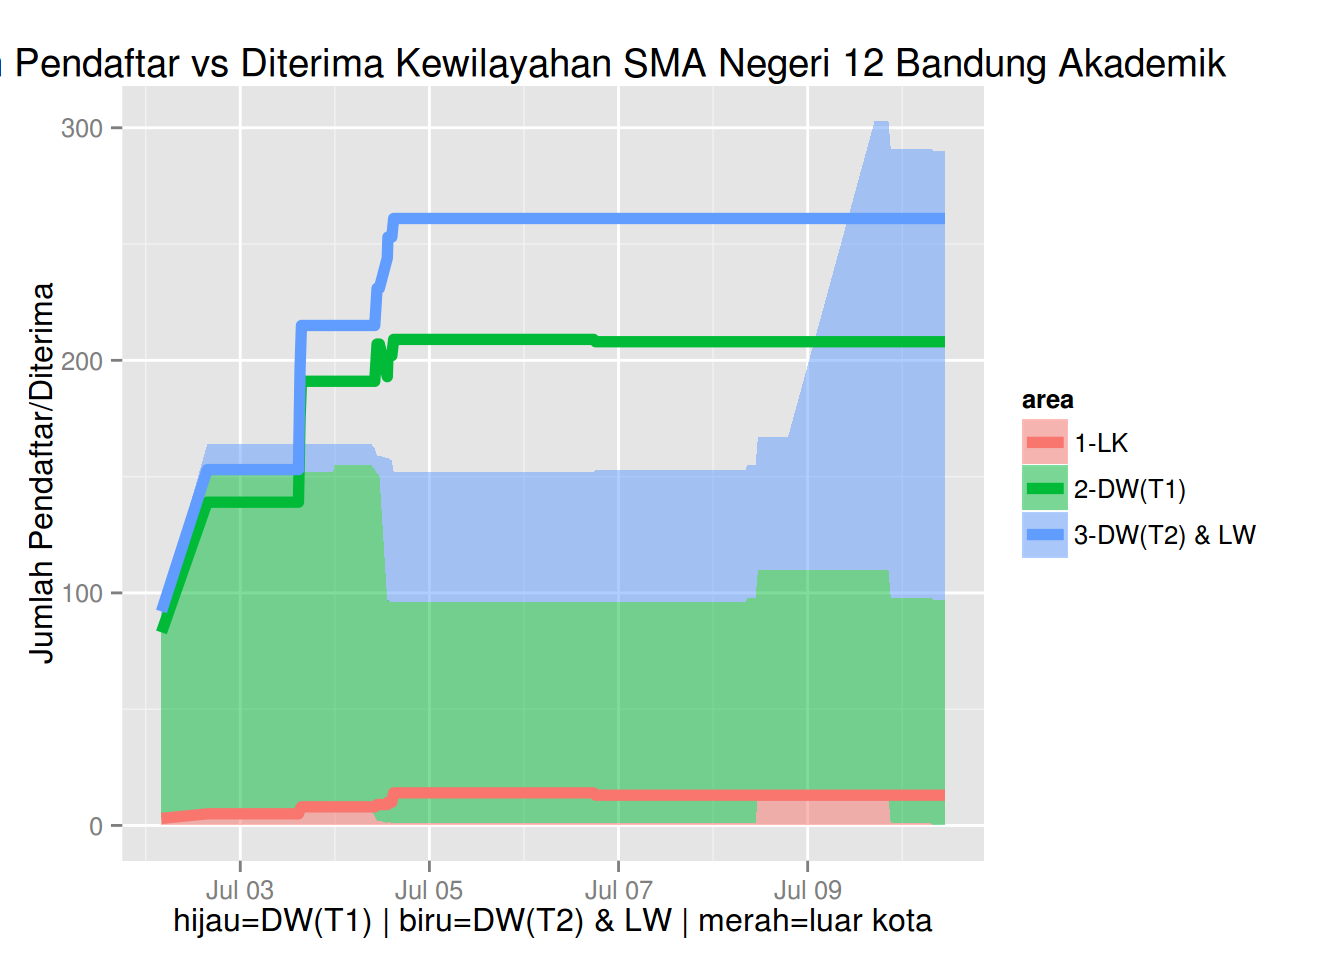 Pendaftar vs Diterima Kewilayahan SMA Negeri 12 Bandung Akademik
300
200
100
0
Jumlah Pendaftar/Diterima
Jul 03
Jul 05
Jul 07
Jul 09
hijau=DW(T1) | biru=DW(T2) & LW | merah=luar kota
area
1-LK
2-DW(T1)
3-DW(T2) & LW